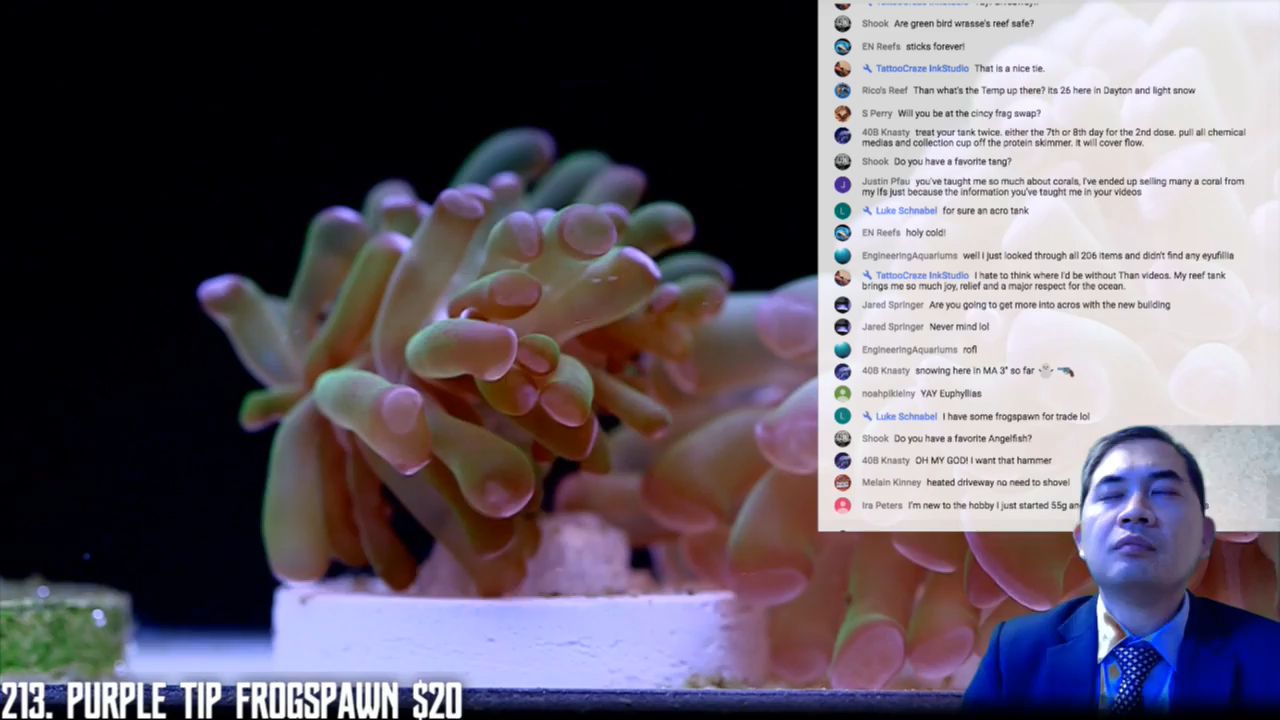 Shook Are green bird wrasse's reef safe?
EN Reefs sticks forever!
TattooCraze InkStudio That is a nice tie.
Rico's Reef Than what's the Temp up there? its 26 here in Dayton and light snow
S Perry Will you be at the cincy frag swap?
40B Knasty treat your tank twice. either the 7th or 8th day for the 2nd dose. pull all chemical
medias and collection cup off the protein skimmer. It will cover flow.
Shook Do you have a favorite tang?
J Justin Pfau you've taught me so much about corals, I've ended up selling many a coral from
my lfs just because the information you've taught me in your videos
L Luke Schnabel for sure an acro tank
EN Reefs holy cold!
EngineeringAquariums well I just looked through all 206 items and didn't find any eyufillia
TattooCraze InkStudio I hate to think where I'd be without Than videos. My reef tank
brings me so much joy, relief and a major respect for the ocean.
Jared Springer Are you going to get more into acros with the new building
Jared Springer Never mind lol
EngineeringAquariums rofl
40B Knasty snowing here in MA 3" so far
noahpikielny YAY Euphyllias
L Luke Schnabel I have some frogspawn for trade lol
Shook Do you have a favorite Angelfish?
40B Knasty OH MY GOD! I want that hammer
Melain Kinney heated driveway no need to shovel
Ira Peters I'm new to the hobby I just started 55g an
213. PURPLE TIP FROGSPAWN $20